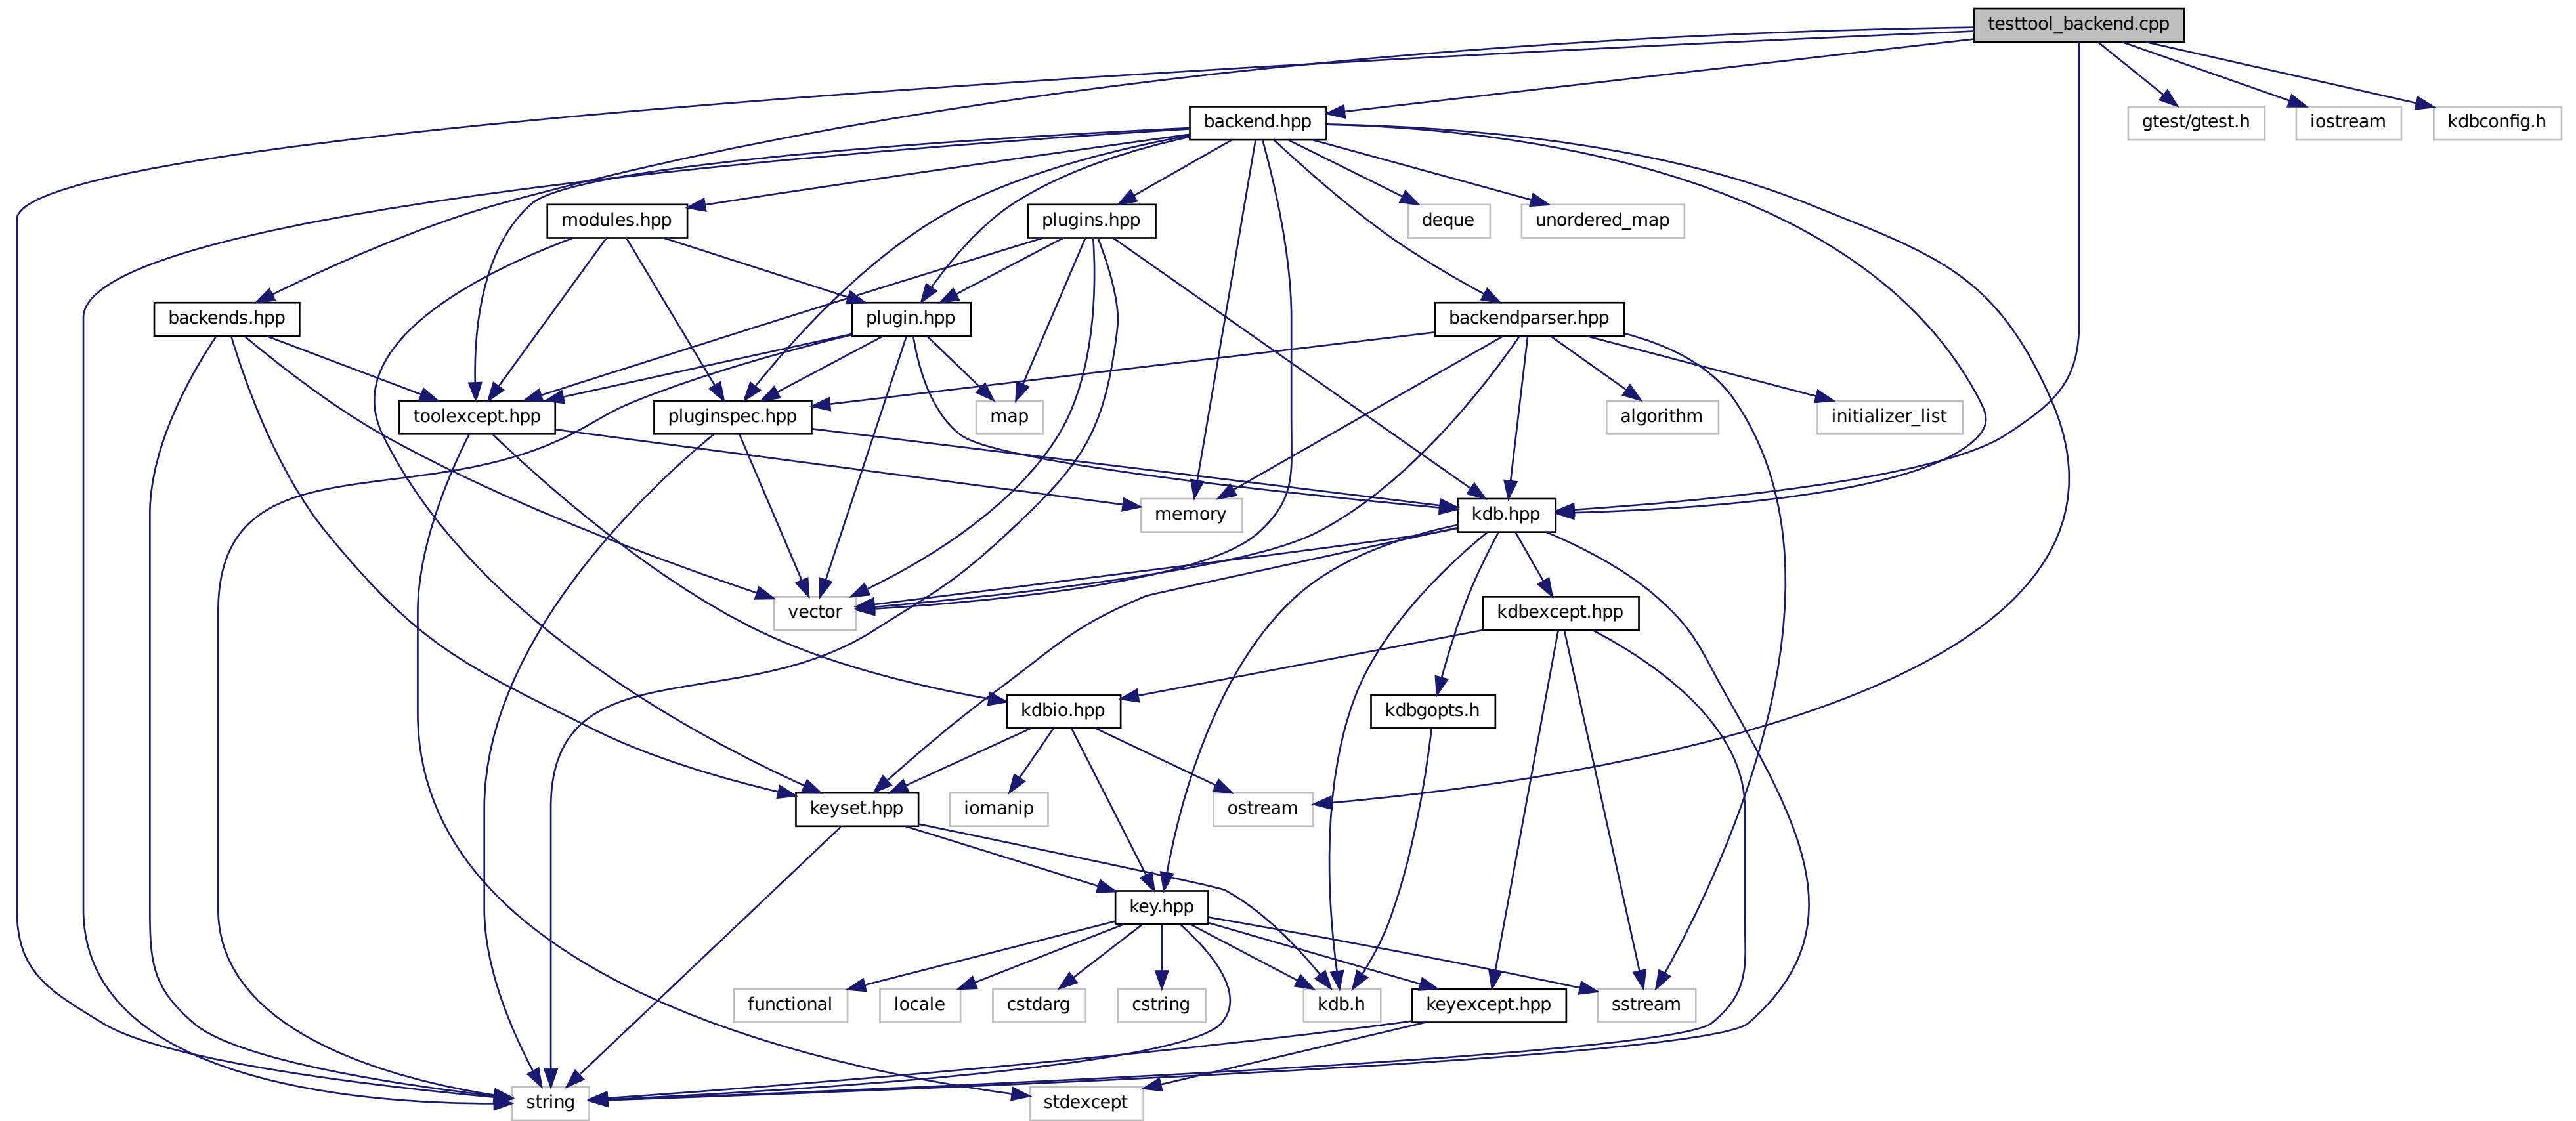 testtool_backend.cpp
backend.hpp
gtest/gtest.h
iostream
kdbconfig.h
modules.hpp
plugins.hpp
deque
unordered_map
backends.hpp
plugin.hpp
backendparser.hpp
toolexcept.hpp
pluginspec.hpp
map
algorithm
initializer_list
memory
kdb.hpp
vector
kdbexcept.hpp
kdbio.hpp
kdbgopts.h
keyset.hpp
iomanip
ostream
key.hpp
functional
locale
cstdarg
cstring
kdb.h
keyexcept.hpp
sstream
string
stdexcept